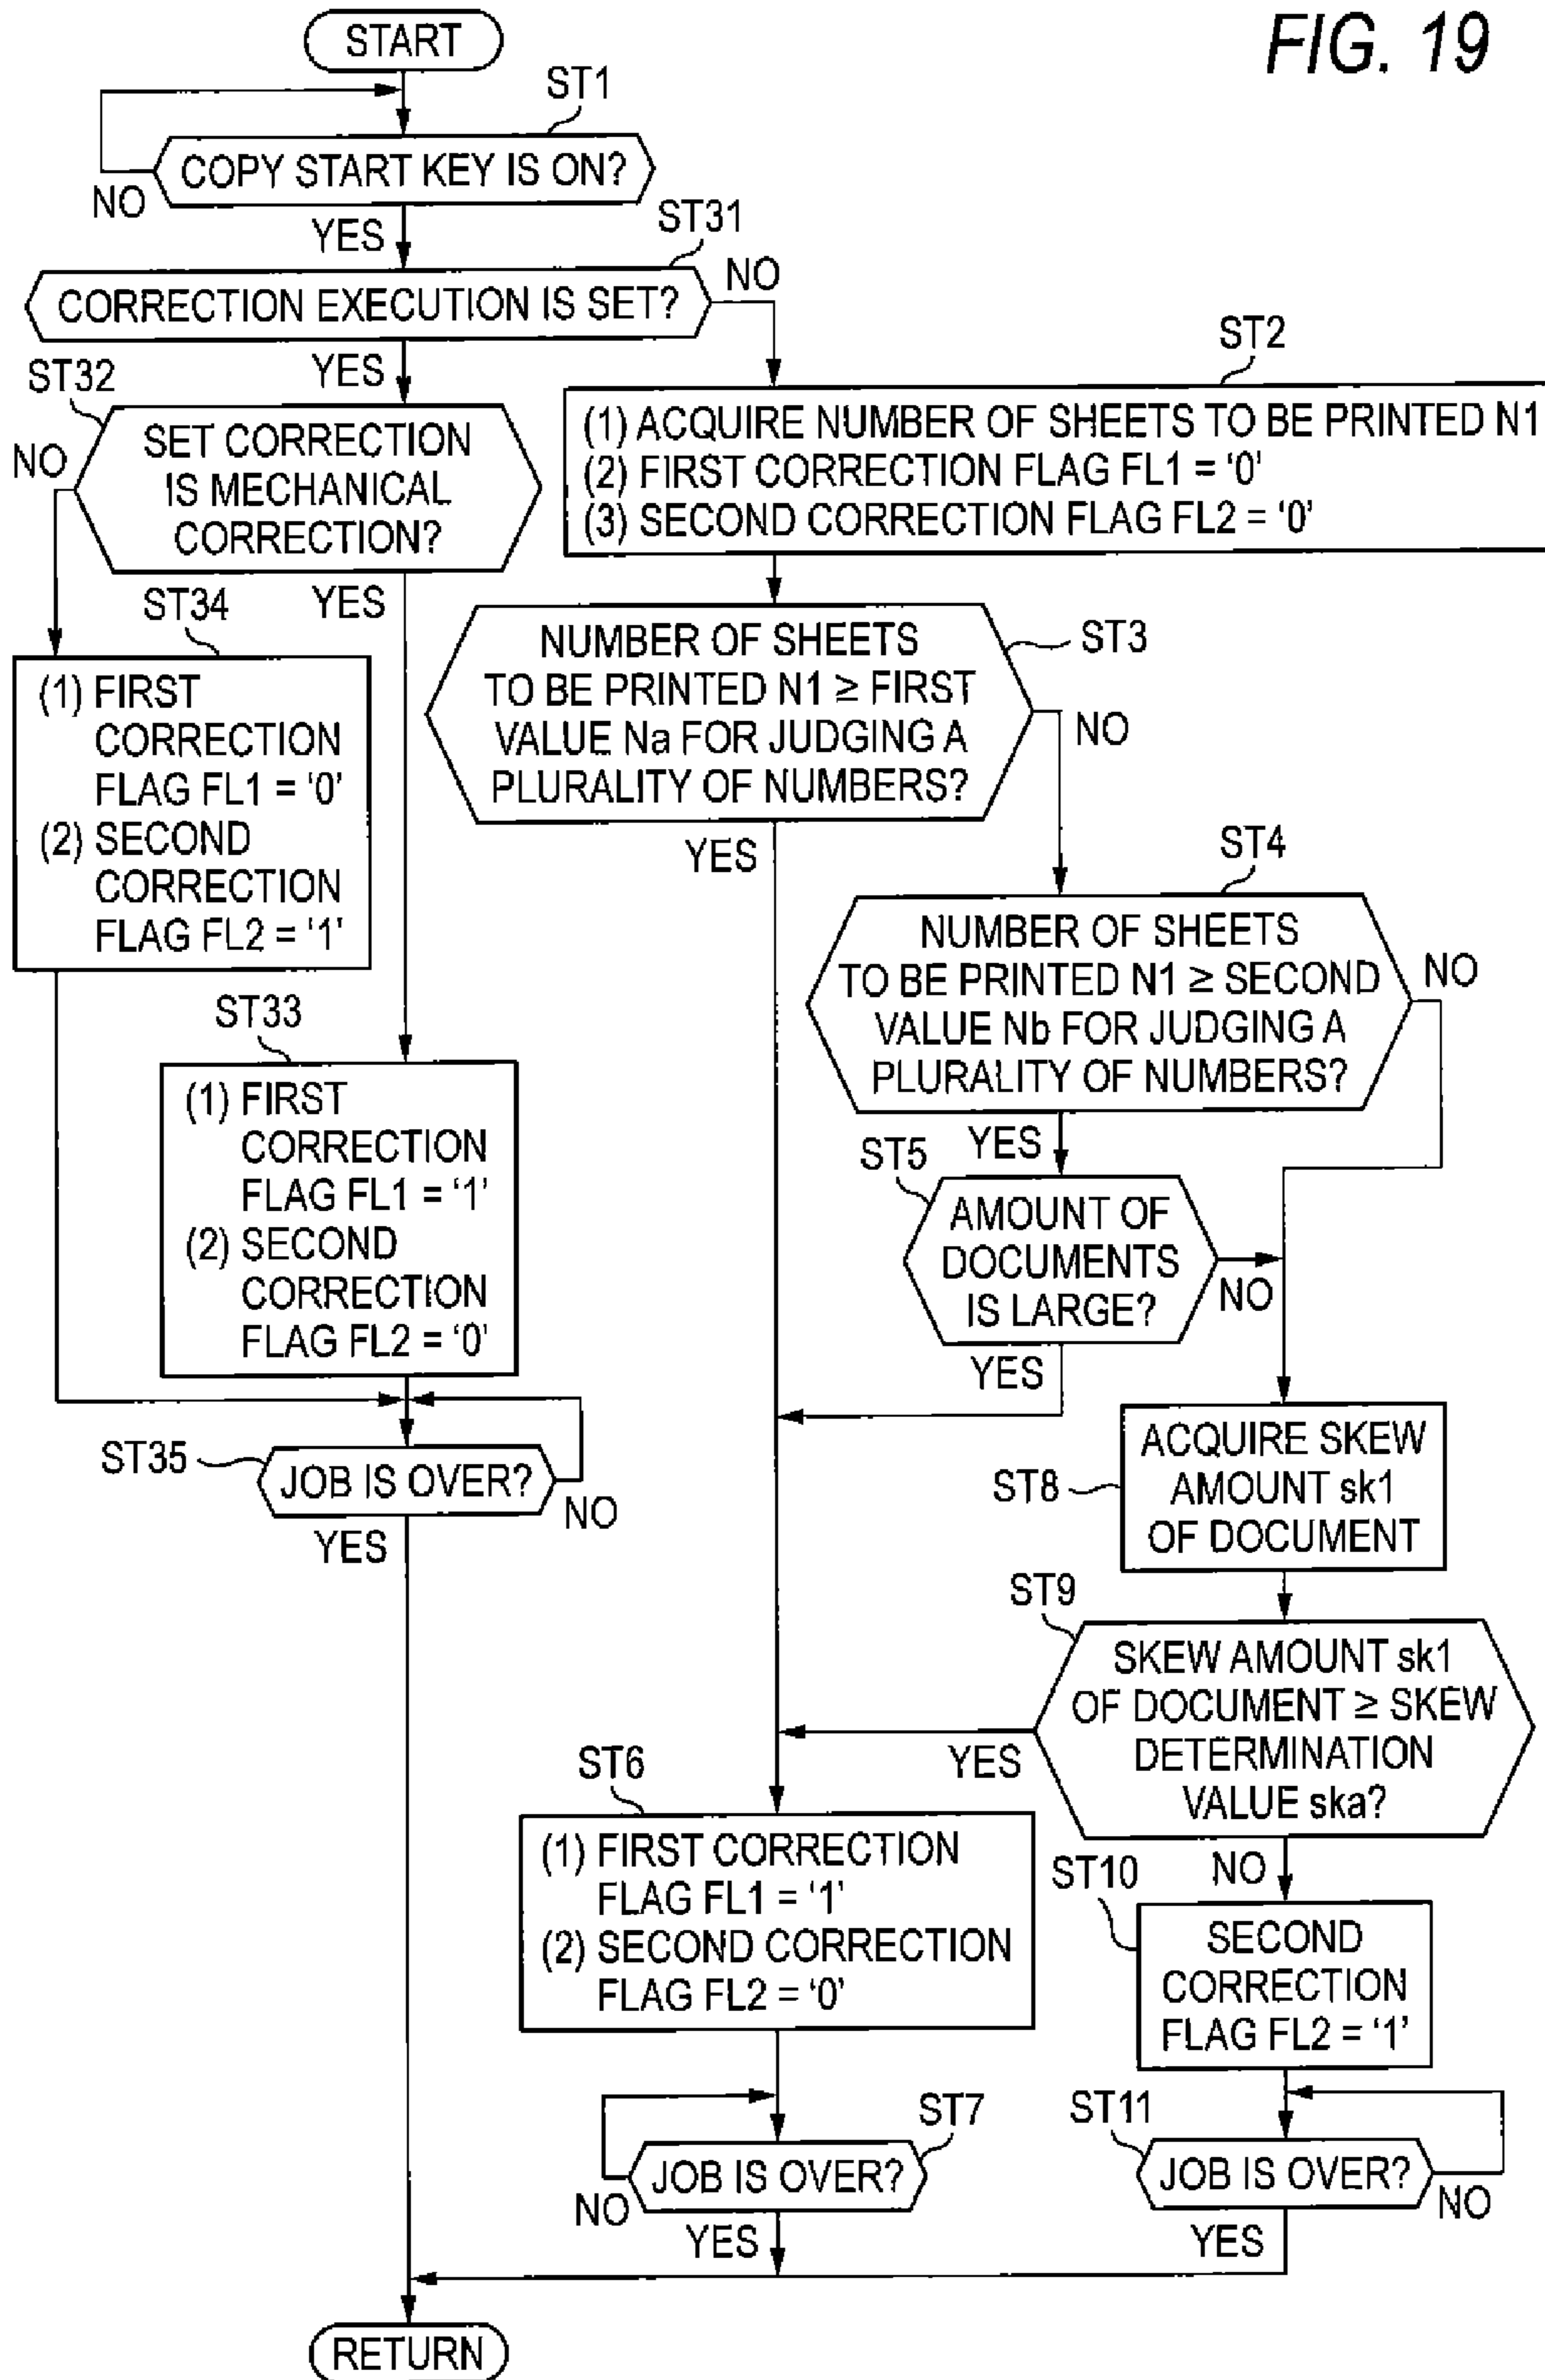 FIG. 19
START
ST1
COPY START KEY IS ON?
NO
YES
ST31
CORRECTION EXECUTION IS SET?
NO
YES
ST32
SET CORRECTION
IS MECHANICAL
CORRECTION?
NO
YES
ST2
(1) ACQUIRE NUMBER OF SHEETS TO BE PRINTED N1
(2) FIRST CORRECTION FLAG FL1 = ‘0’
(3) SECOND CORRECTION FLAG FL2 = ‘0’
ST34
(1) FIRST
CORRECTION
FLAG FL1 = ‘0’
(2) SECOND
CORRECTION
FLAG FL2 = ‘1’
ST3
NUMBER OF SHEETS
TO BE PRINTED N1 ≥ FIRST
VALUE Na FOR JUDGING A
PLURALITY OF NUMBERS?
NO
YES
ST4
NUMBER OF SHEETS
TO BE PRINTED N1 ≥ SECOND
VALUE Nb FOR JUDGING A
PLURALITY OF NUMBERS?
NO
YES
ST33
(1) FIRST
CORRECTION
FLAG FL1 = ‘1’
(2) SECOND
CORRECTION
FLAG FL2 = ‘0’
ST5
AMOUNT OF
DOCUMENTS
IS LARGE?
NO
YES
ST35
JOB IS OVER?
NO
YES
ST8
ACQUIRE SKEW
AMOUNT sk1
OF DOCUMENT
ST9
SKEW AMOUNT sk1
OF DOCUMENT ≥ SKEW
DETERMINATION
VALUE ska?
YES
NO
ST6
(1) FIRST CORRECTION
FLAG FL1 = ‘1’
(2) SECOND CORRECTION
FLAG FL2 = ‘0’
ST10
SECOND
CORRECTION
FLAG FL2 = ‘1’
ST7
JOB IS OVER?
NO
YES
ST11
JOB IS OVER?
NO
YES
RETURN